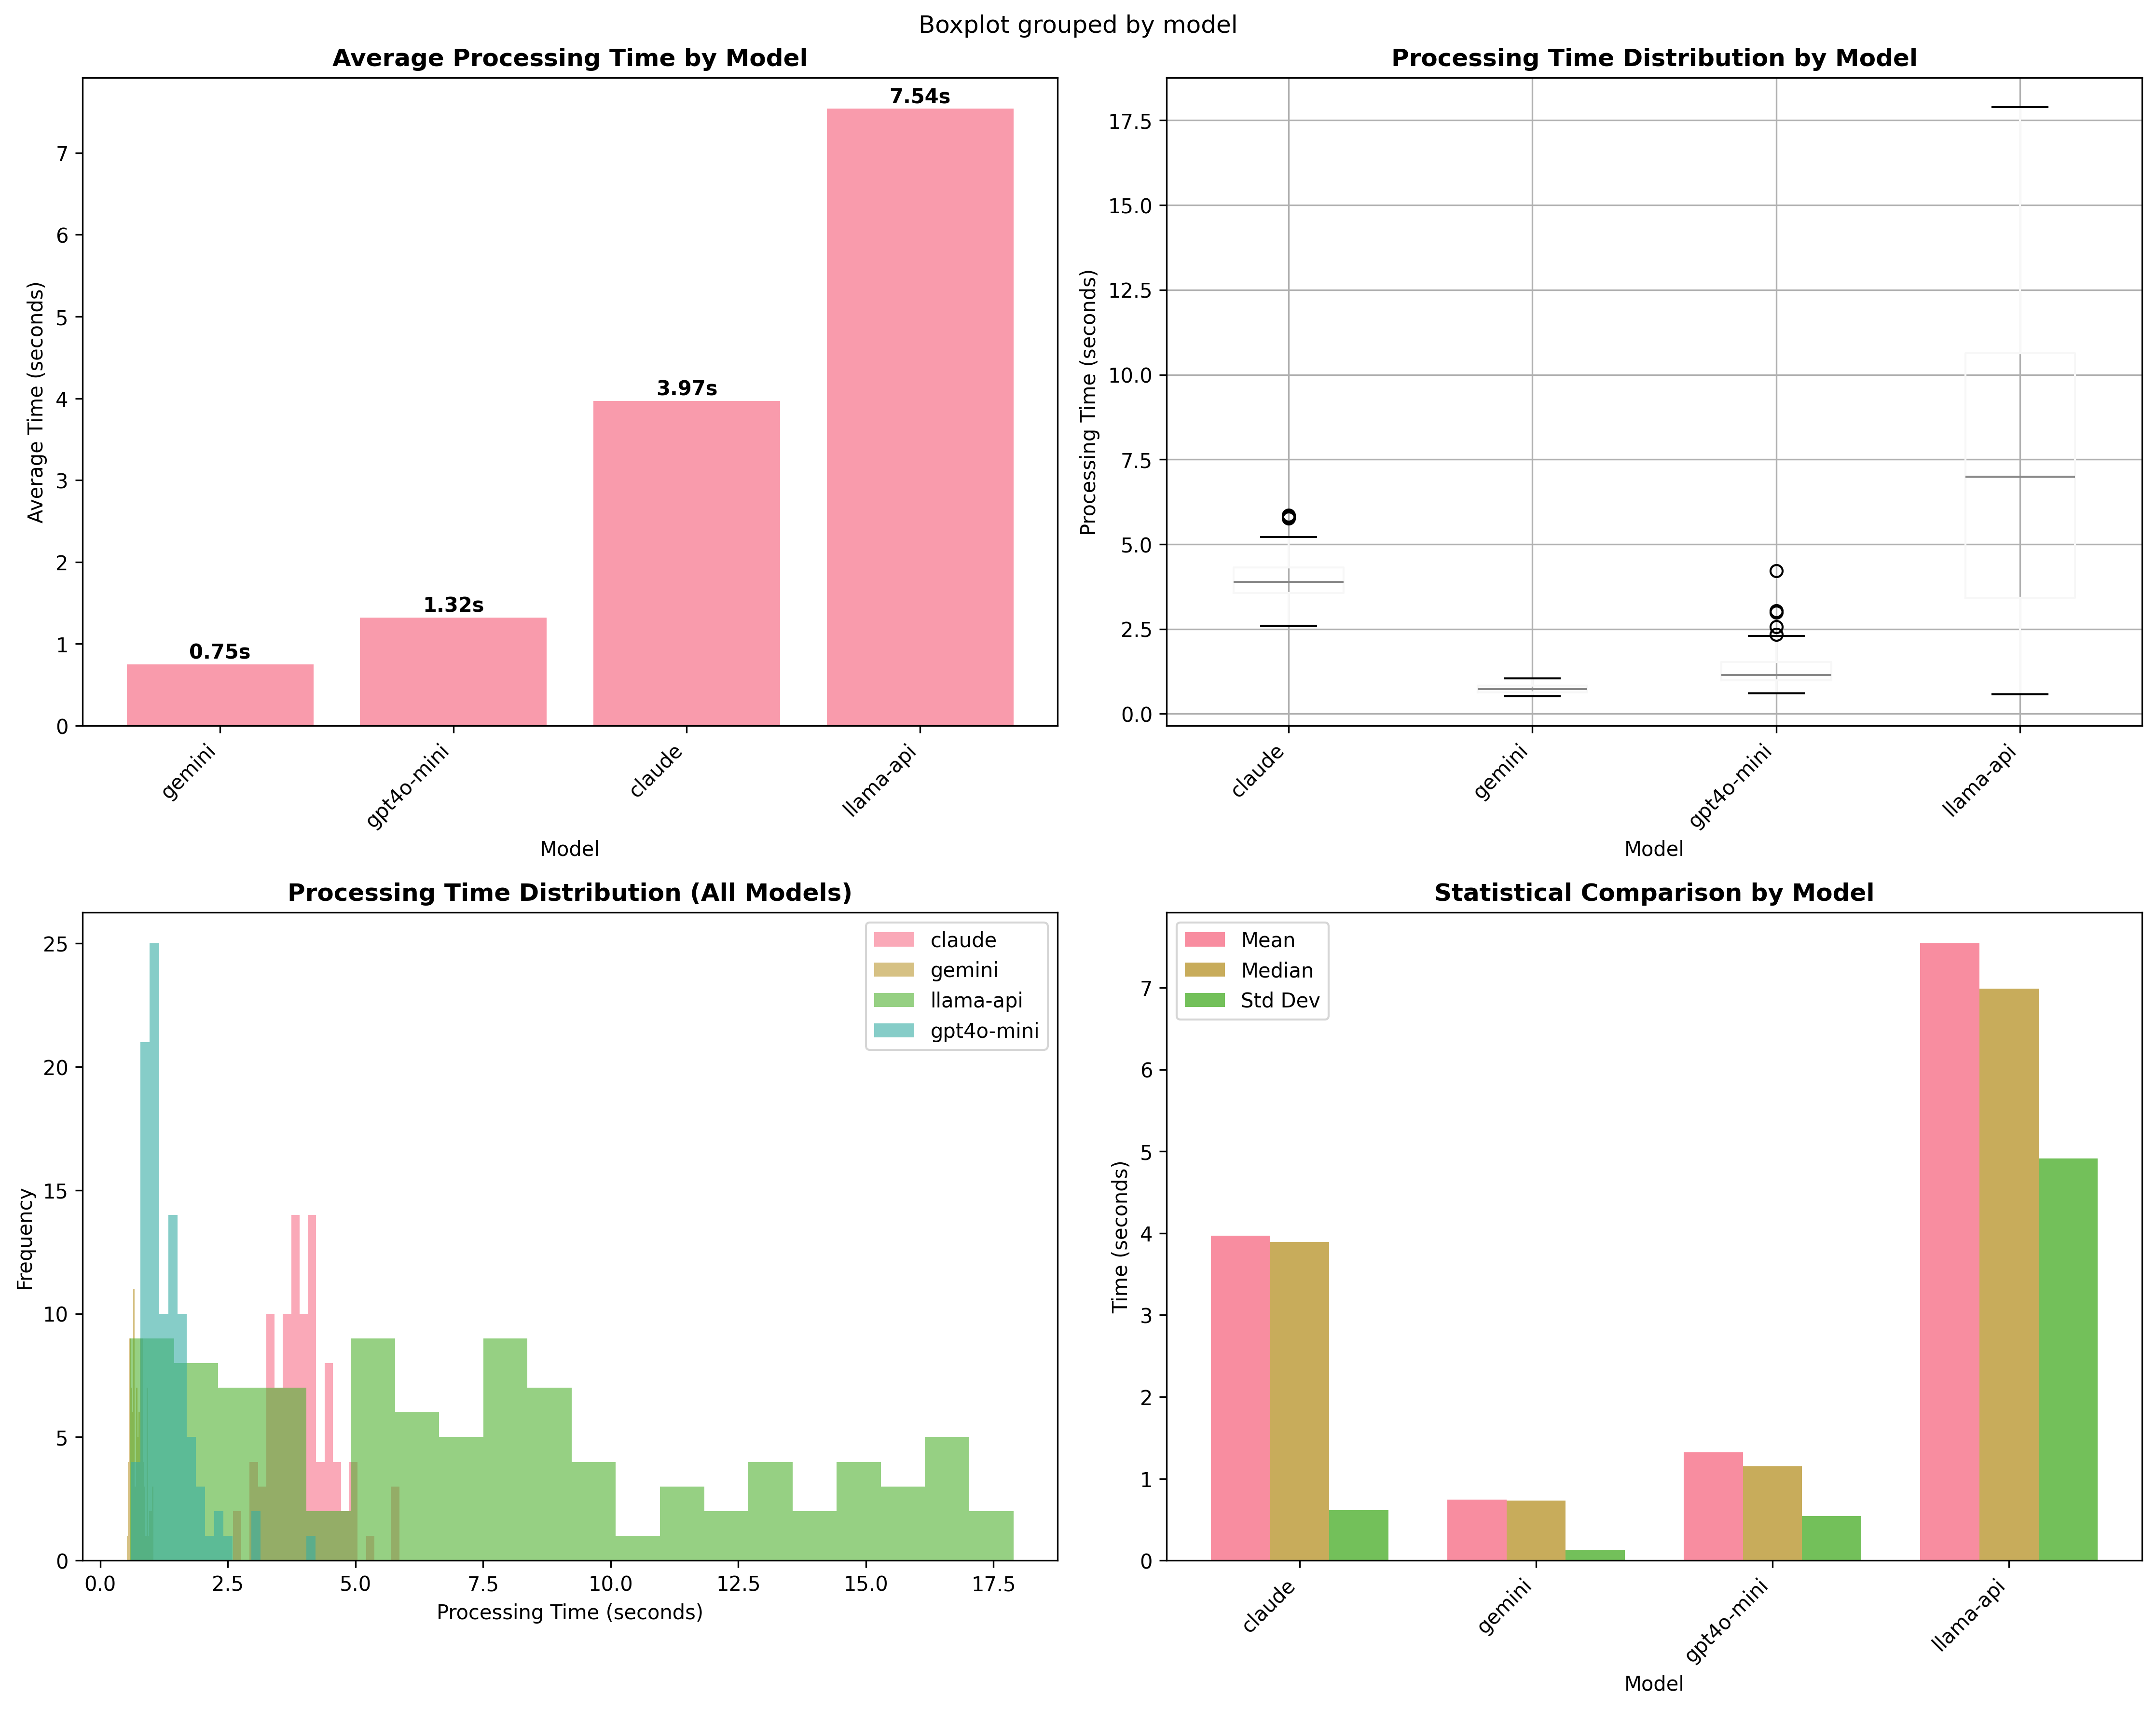 Boxplot grouped by model
Average Processing Time by Model
Average Time (seconds)
7
6
5
4
3
2
1
0
0.75s
1.32s
3.97s
7.54s
gemini
gpt4o-mini
claude
llama-api
Model
Processing Time Distribution by Model
Processing Time (seconds)
17.5
15.0
12.5
10.0
7.5
5.0
2.5
0.0
claude
gemini
gpt4o-mini
llama-api
Model
Processing Time Distribution (All Models)
Frequency
25
20
15
10
5
0
claude
gemini
llama-api
gpt4o-mini
0.0 2.5 5.0 7.5 10.0 12.5 15.0 17.5
Processing Time (seconds)
Statistical Comparison by Model
Time (seconds)
7
6
5
4
3
2
1
0
Mean
Median
Std Dev
claude
gemini
gpt4o-mini
llama-api
Model